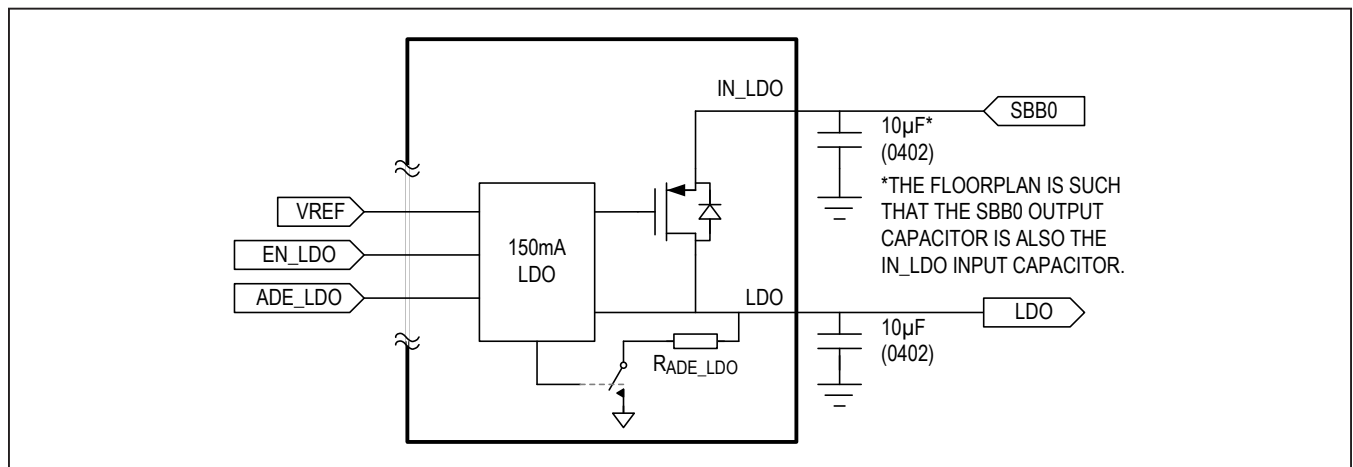 IN_LDO
SBB0
10µF*
(0402)
*THE FLOORPLAN IS SUCH
THAT THE SBB0 OUTPUT
CAPACITOR IS ALSO THE
IN_LDO INPUT CAPACITOR.
VREF
EN_LDO
ADE_LDO
150mA
LDO
LDO
LDO
10µF
(0402)
RADE_LDO